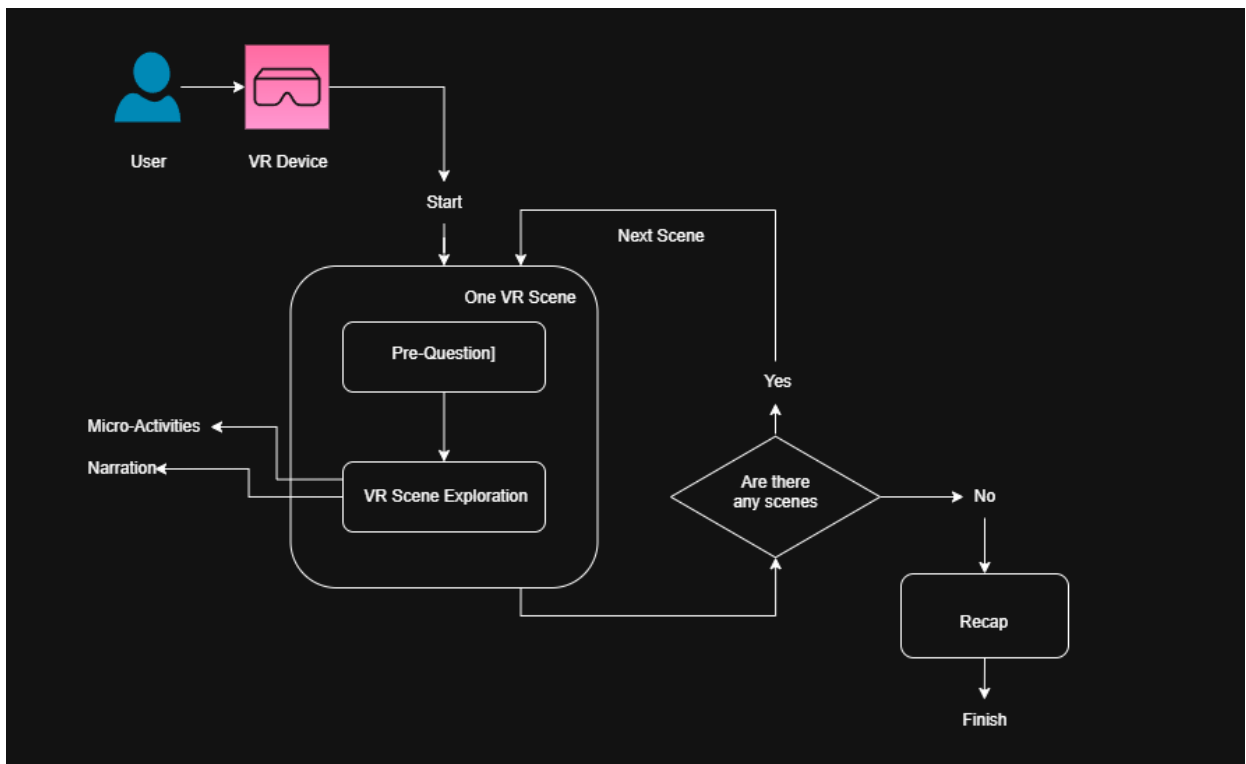 User
VR Device
Start
Next Scene
One VR Scene
Pre-Question]
Yes
Micro-Activities
Narration
VR Scene Exploration
Are there
any scenes
No
Recap
Finish